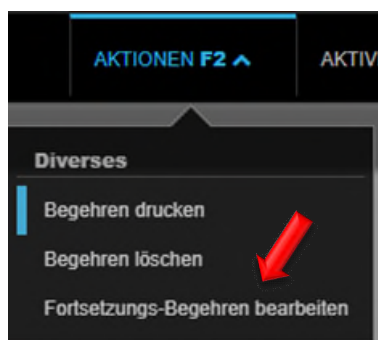 AKTIONEN F2 AKTIV
Diverses
Begehren drucken
Begehren löschen
Fortsetzungs-Begehren bearbeiten